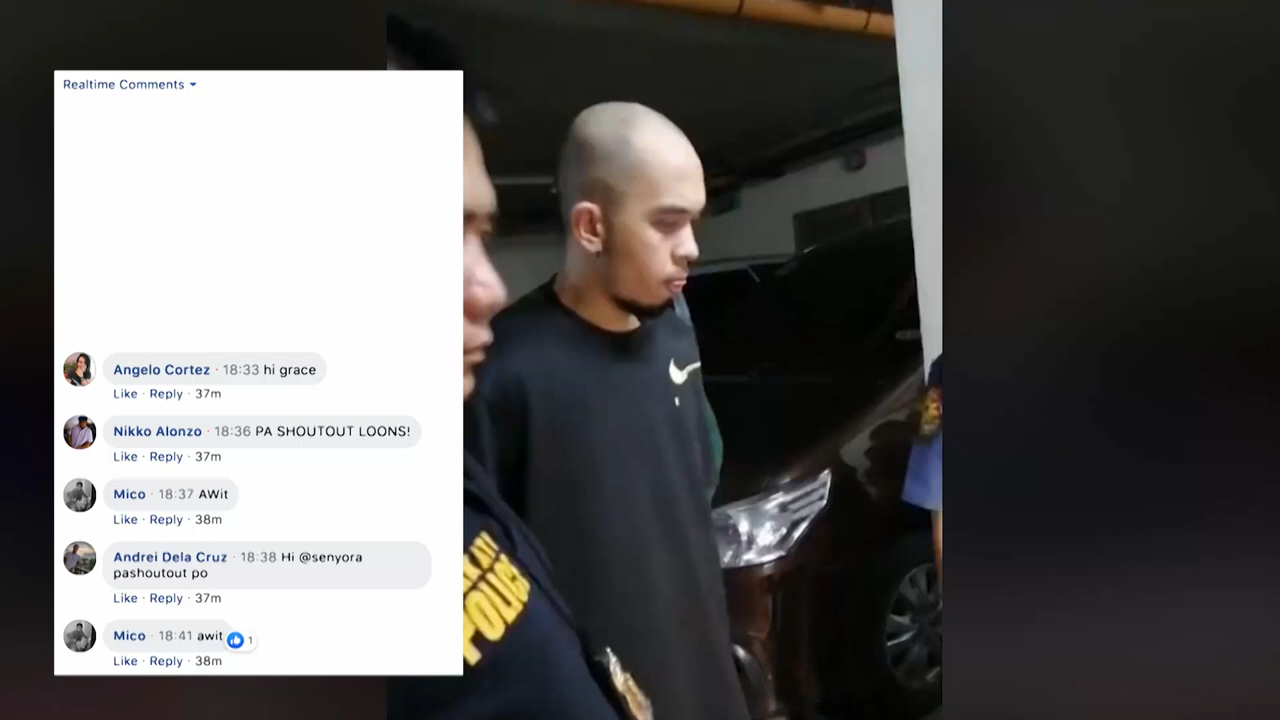 Realtime Comments
Angelo Cortez · 18:33 hi grace
Like · Reply · 37m
Nikko Alonzo · 18:36 PA SHOUTOUT LOONS!
Like · Reply · 37m
Mico · 18:37 AWit
Like · Reply · 38m
Andrei Dela Cruz · 18:38 Hi @senyora
pashoutout po
Like · Reply · 37m
Mico · 18:41 awit
1
Like · Reply · 38m
POLICE